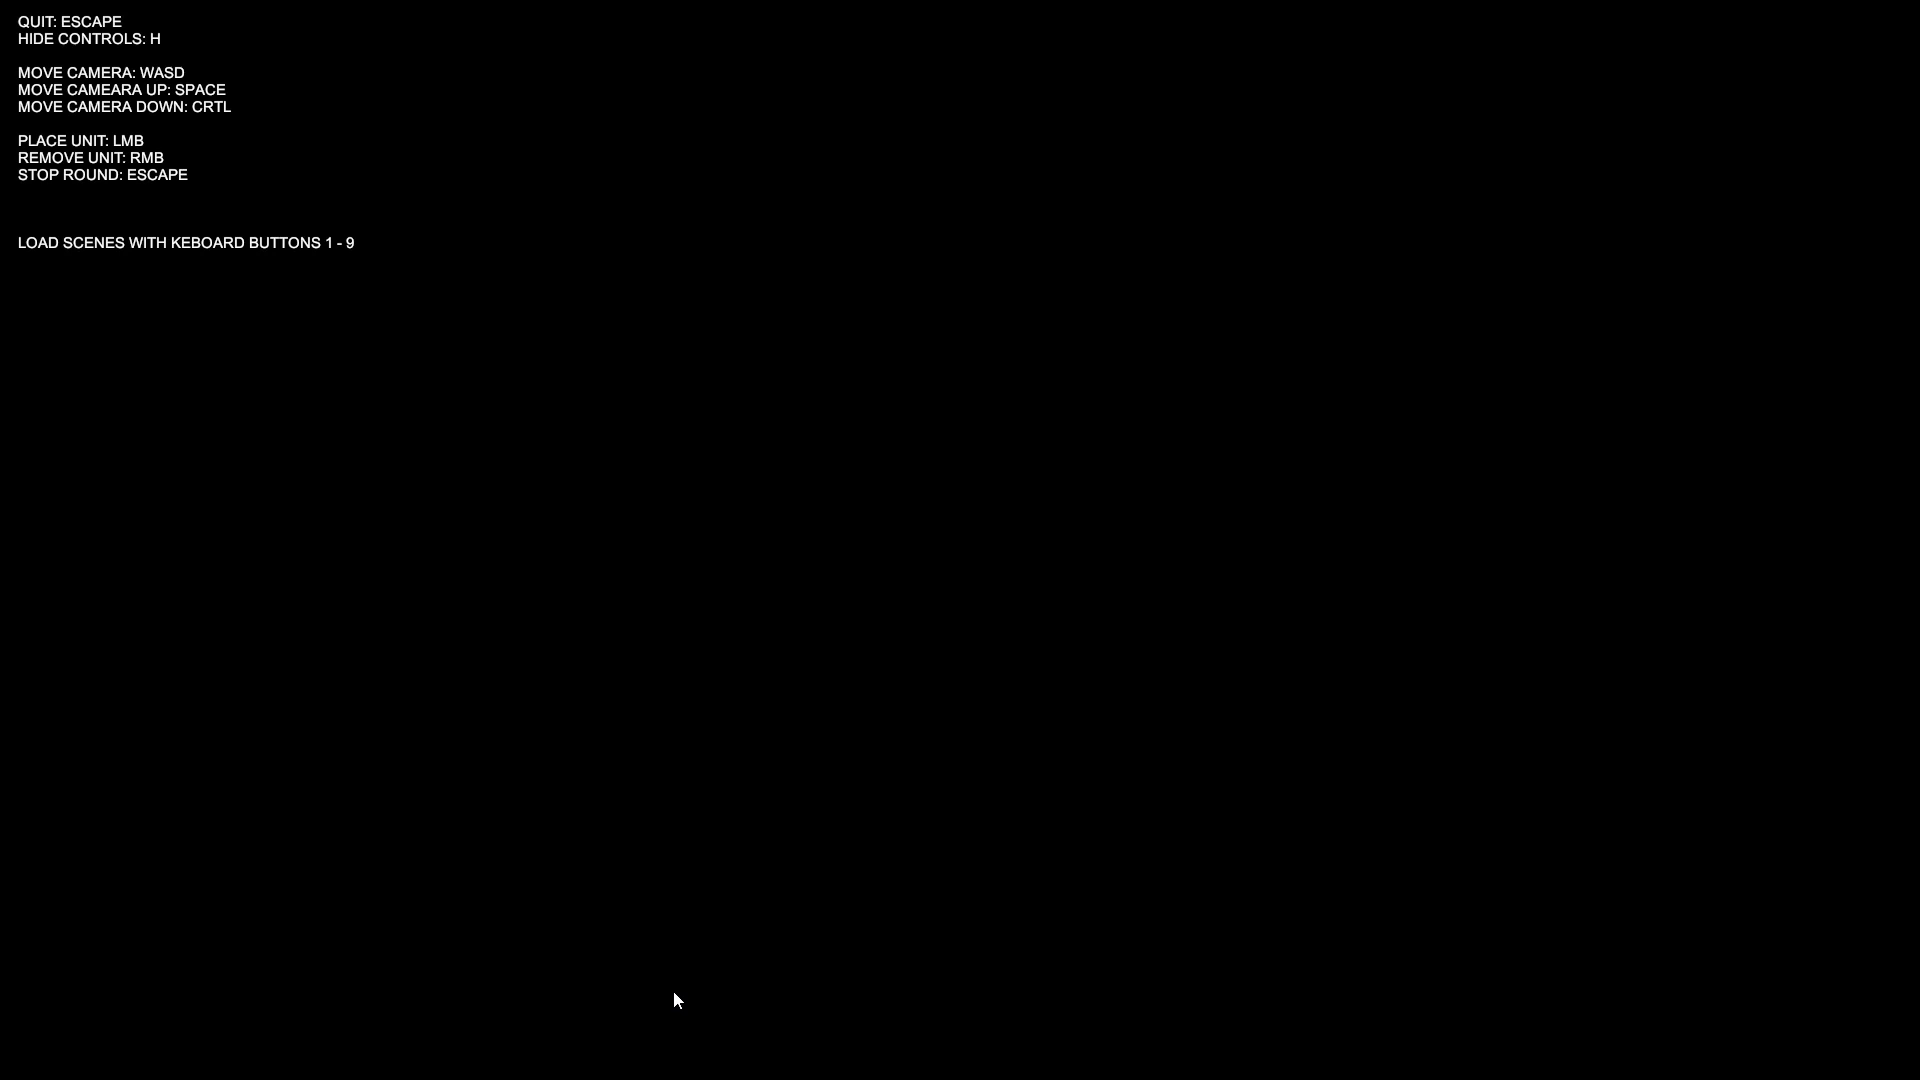 QUIT: ESCAPE
HIDE CONTROLS: H
MOVE CAMERA: WASD
MOVE CAMEARA UP: SPACE
MOVE CAMERA DOWN: CRTL
PLACE UNIT: LMB
REMOVE UNIT: RMB
STOP ROUND: ESCAPE
LOAD SCENES WITH KEBOARD BUTTONS 1 - 9